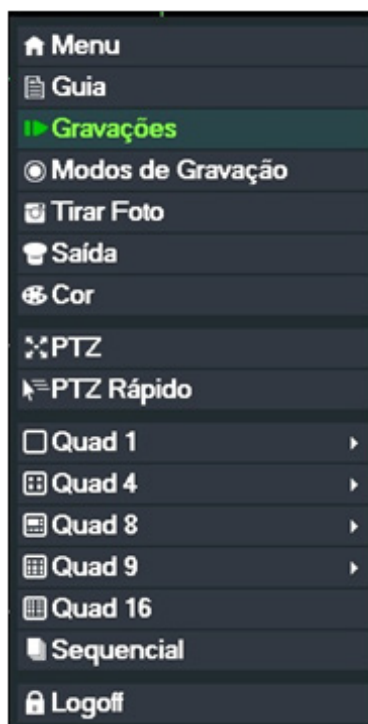 Menu
Guia
Gravações
Modos de Gravação
Tirar Foto
Saída
Cor
PTZ
PTZ Rápido
Quad 1
Quad 4
Quad 8
Quad 9
Quad 16
Sequencial
Logoff